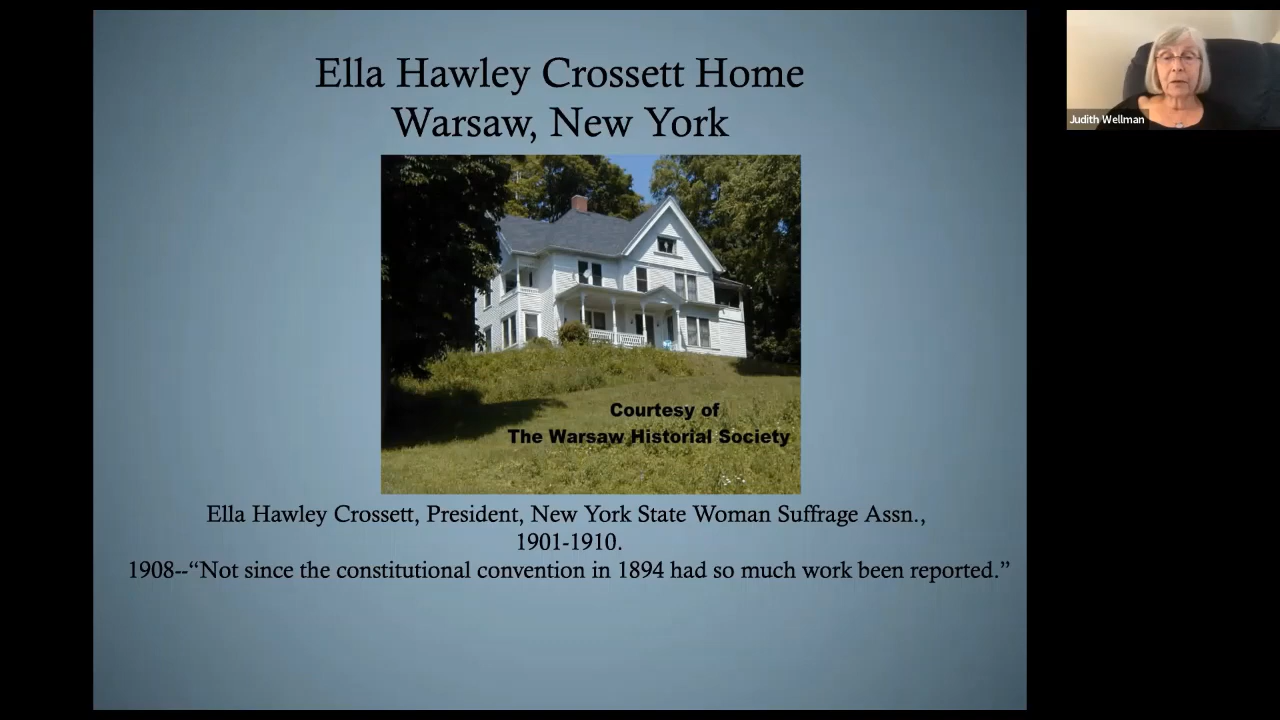 Ella Hawley Crossett Home
Warsaw, New York
Courtesy of
The Warsaw Historial Society
Ella Hawley Crossett, President, New York State Woman Suffrage Assn.,
1901-1910.
1908--“Not since the constitutional convention in 1894 had so much work been reported.”
Judith Wellman